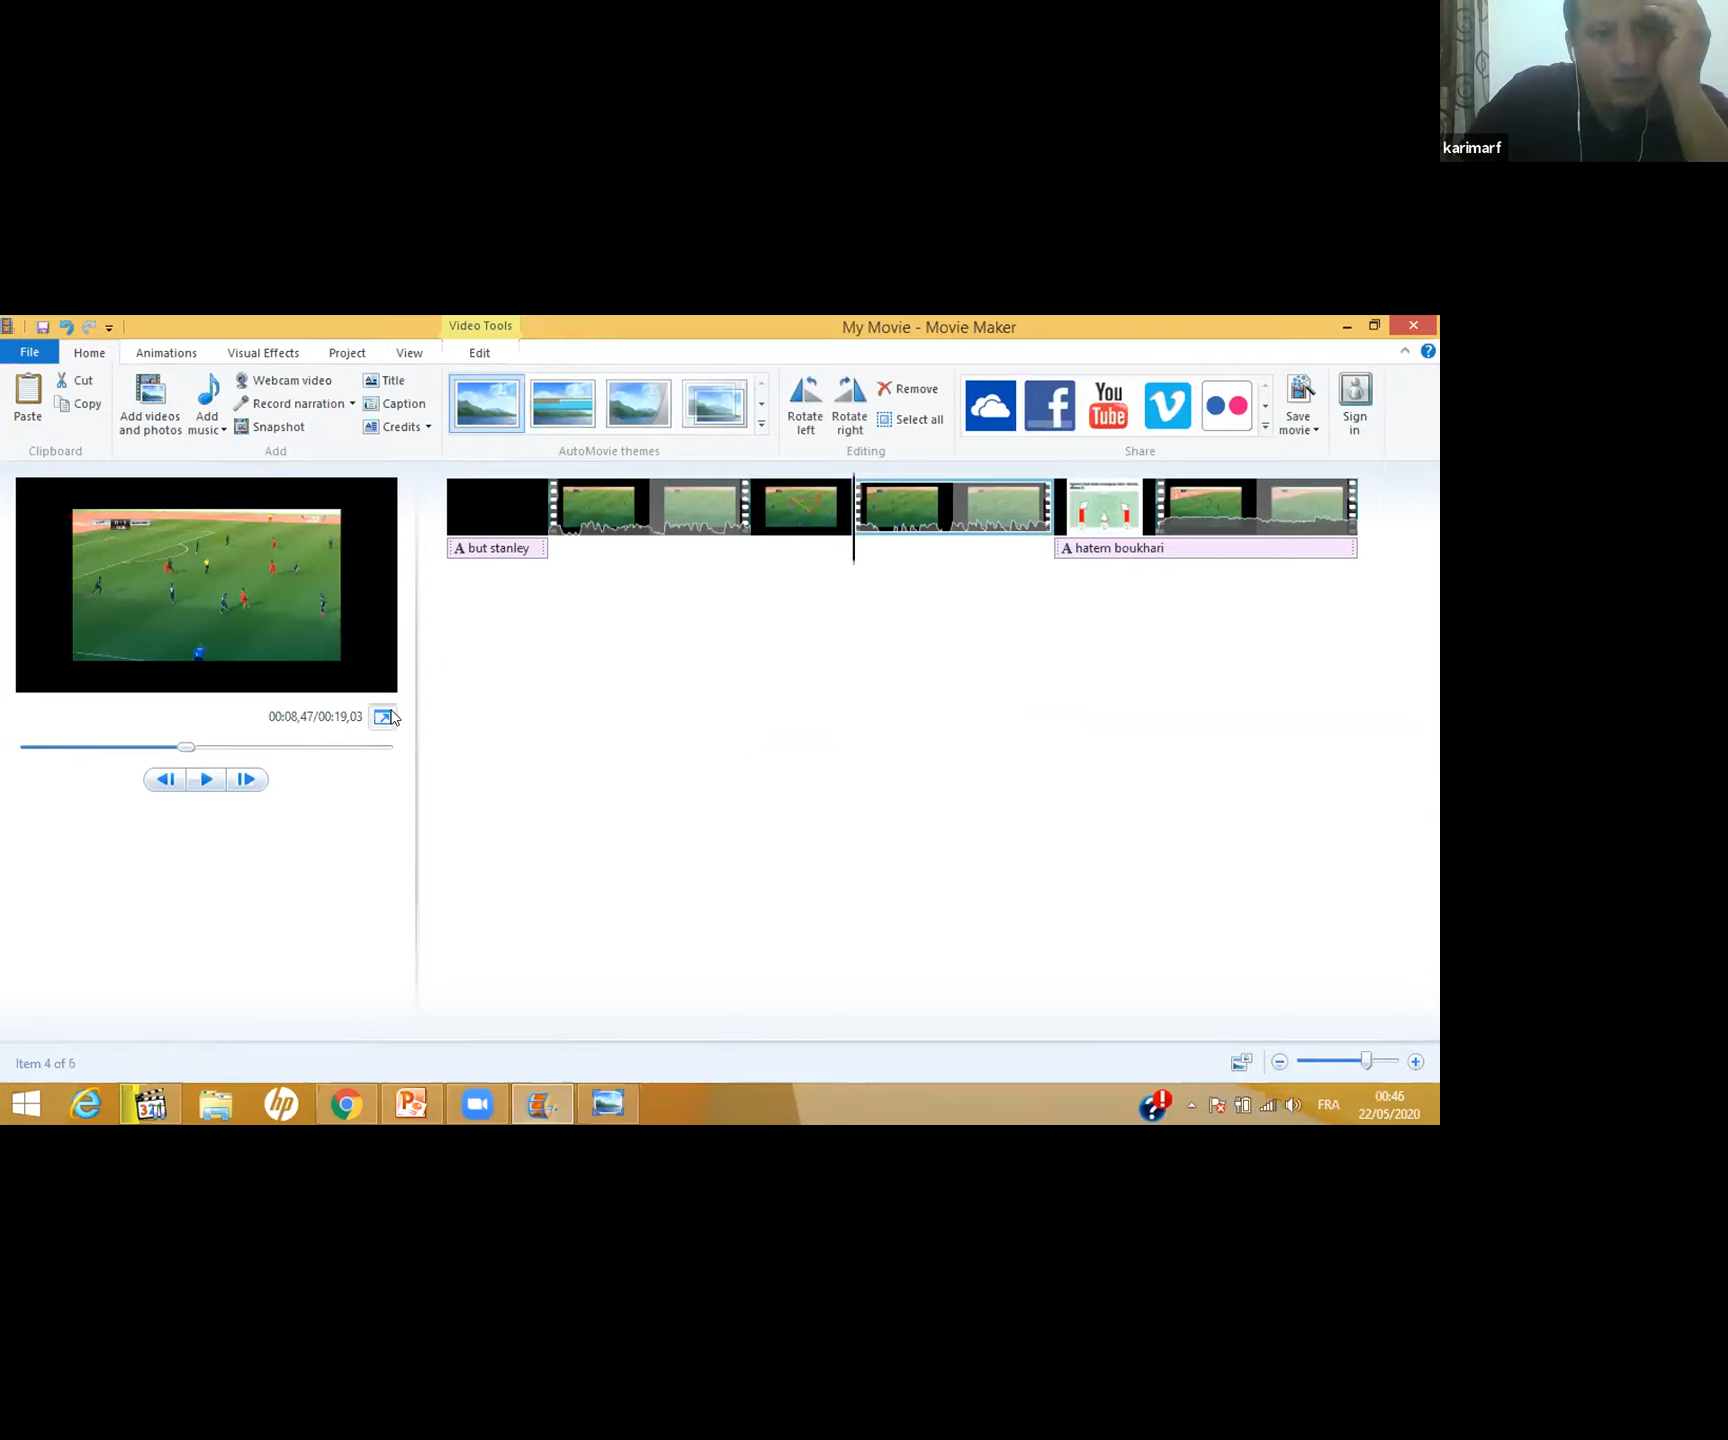 karimarf
Video Tools
My Movie - Movie Maker
File
Home
Animations
Visual Effects
Project
View
Edit
Paste
Cut
Copy
Clipboard
Add videos
and photos
Add
music
Webcam video
Record narration
Snapshot
Title
Caption
Credits
Add
AutoMovie themes
Rotate
left
Rotate
right
Remove
Select all
Editing
You
Tube
Share
Save
movie
Sign
in
A but stanley
A hatem boukhari
00:08,47/00:19,03
Item 4 of 6
321
hp
FRA
00:46
22/05/2020